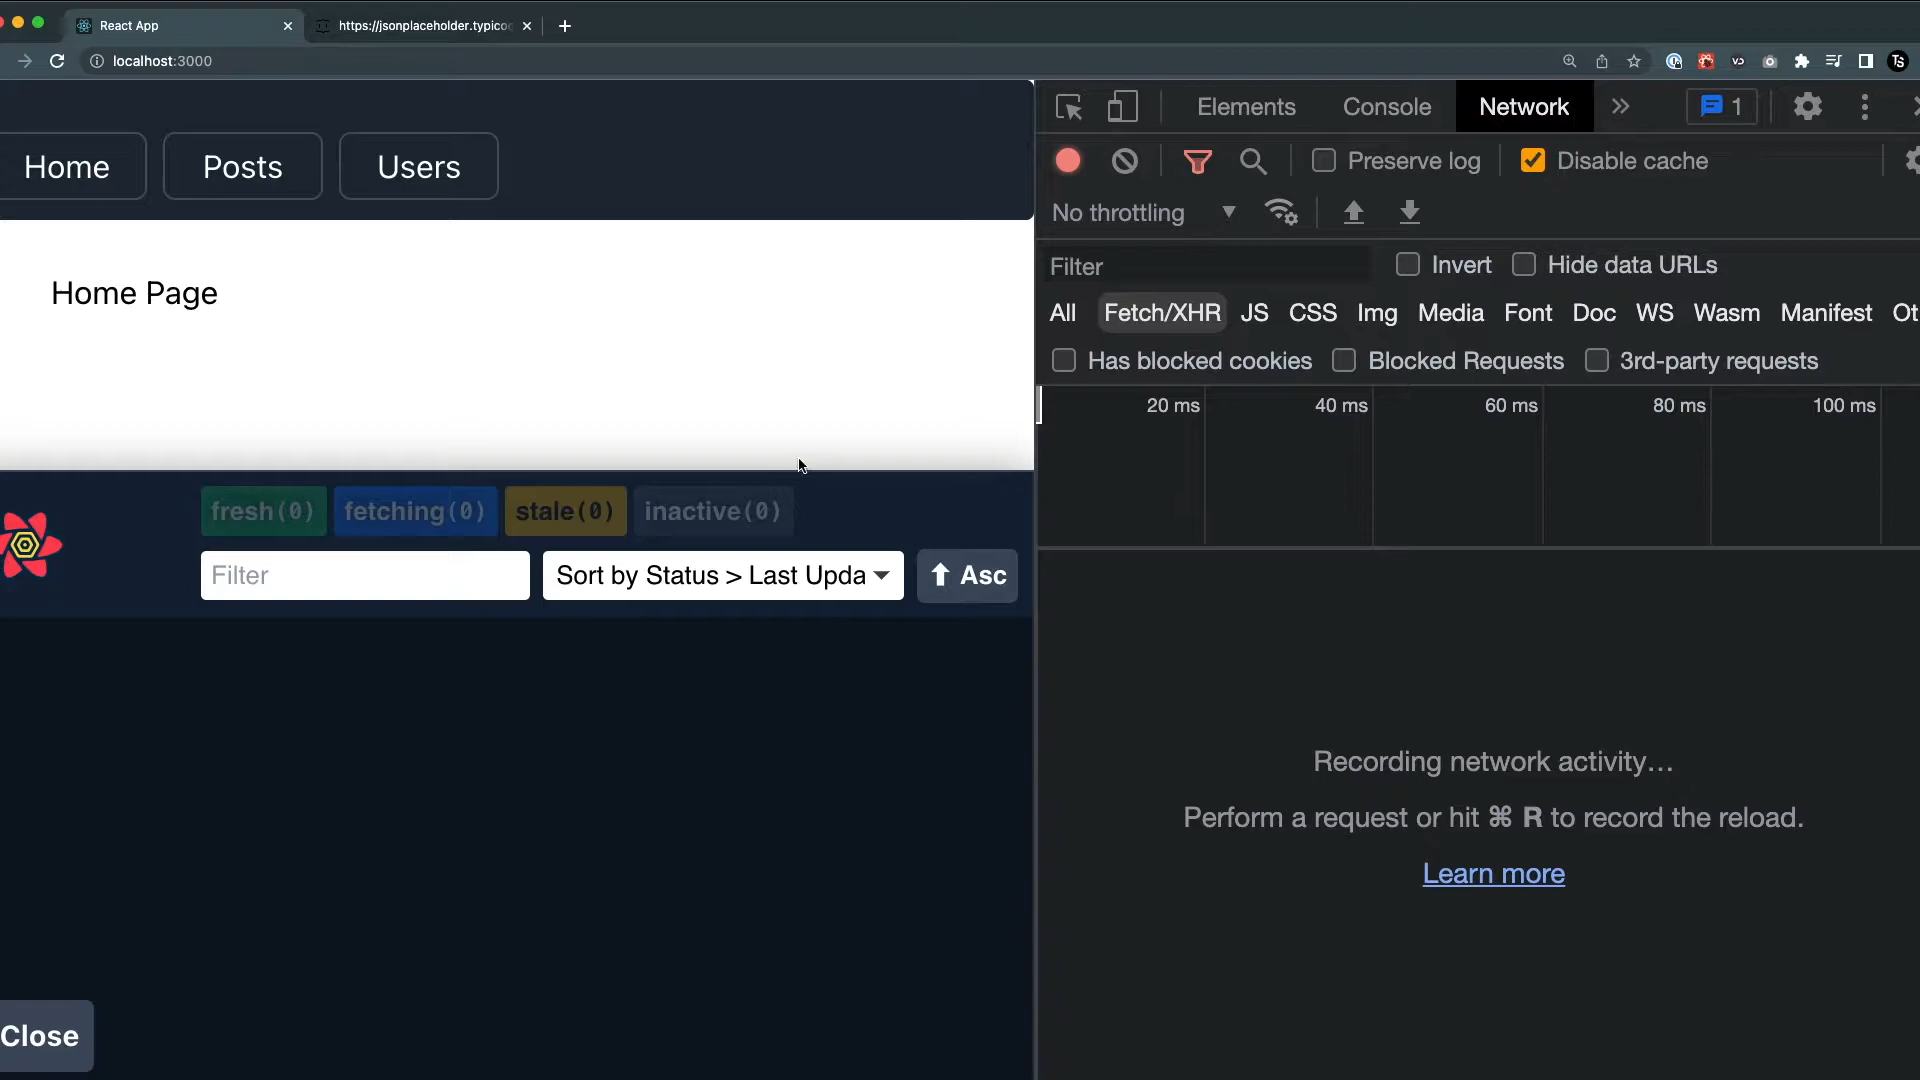 React App
https://jsonplaceholder.typico
localhost:3000
TS
Home
Posts
Users
Home Page
fresh(0)
fetching(0)
stale(0)
inactive(0)
Filter
Sort by Status > Last Upda
Asc
Close
Elements
Console
Network
1
Preserve log
Disable cache
No throttling
Filter
Invert
Hide data URLs
All
Fetch/XHR
JS
CSS
Img
Media
Font
Doc
WS
Wasm
Manifest
Ot
Has blocked cookies
Blocked Requests
3rd-party requests
20 ms
40 ms
60 ms
80 ms
100 ms
Recording network activity…
Perform a request or hit ⌘ R to record the reload.
Learn more